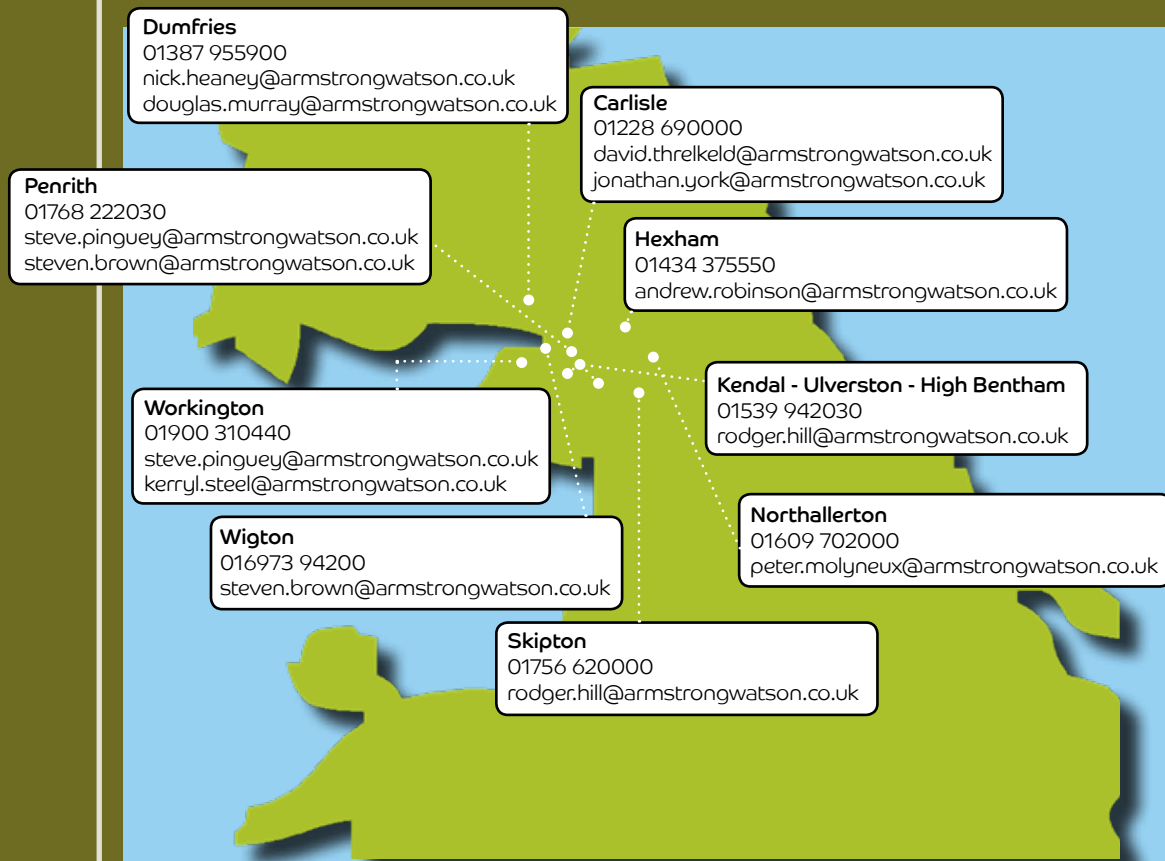 Dumfries
01387 955900
nick.heaney@armstrongwatson.co.uk
douglas.murray@armstrongwatson.co.uk
Carlisle
01228 690000
david.threlkeld@armstrongwatson.co.uk
jonathan.york@armstrongwatson.co.uk
Penrith
01768 222030
steve.pinguey@armstrongwatson.co.uk
steven.brown@armstrongwatson.co.uk
Hexham
01434 375550
andrew.robinson@armstrongwatson.co.uk
Kendal - Ulverston - High Bentham
01539 942030
rodger.hill@armstrongwatson.co.uk
Workington
01900 310440
steve.pinguey@armstrongwatson.co.uk
kerryl.steel@armstrongwatson.co.uk
Northallerton
01609 702000
peter.molyneux@armstrongwatson.co.uk
Wigton
016973 94200
steven.brown@armstrongwatson.co.uk
Skipton
01756 620000
rodger.hill@armstrongwatson.co.uk